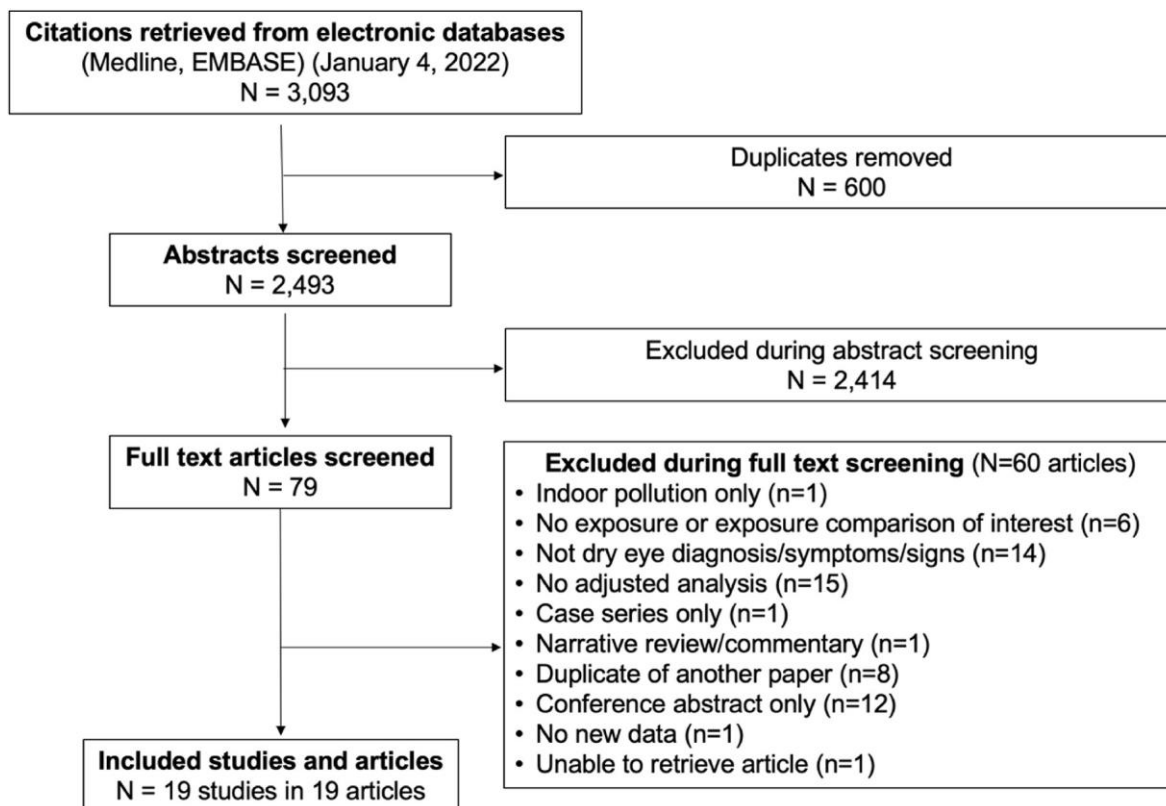 Citations retrieved from electronic databases
(Medline, EMBASE) (January 4, 2022)
N = 3,093
Duplicates removed
N = 600
Abstracts screened
N = 2,493
Excluded during abstract screening
N = 2,414
Full text articles screened
N = 79
Excluded during full text screening (N=60 articles)
• Indoor pollution only (n=1)
• No exposure or exposure comparison of interest (n=6)
• Not dry eye diagnosis/symptoms/signs (n=14)
• No adjusted analysis (n=15)
• Case series only (n=1)
• Narrative review/commentary (n=1)
• Duplicate of another paper (n=8)
• Conference abstract only (n=12)
• No new data (n=1)
• Unable to retrieve article (n=1)
Included studies and articles
N = 19 studies in 19 articles